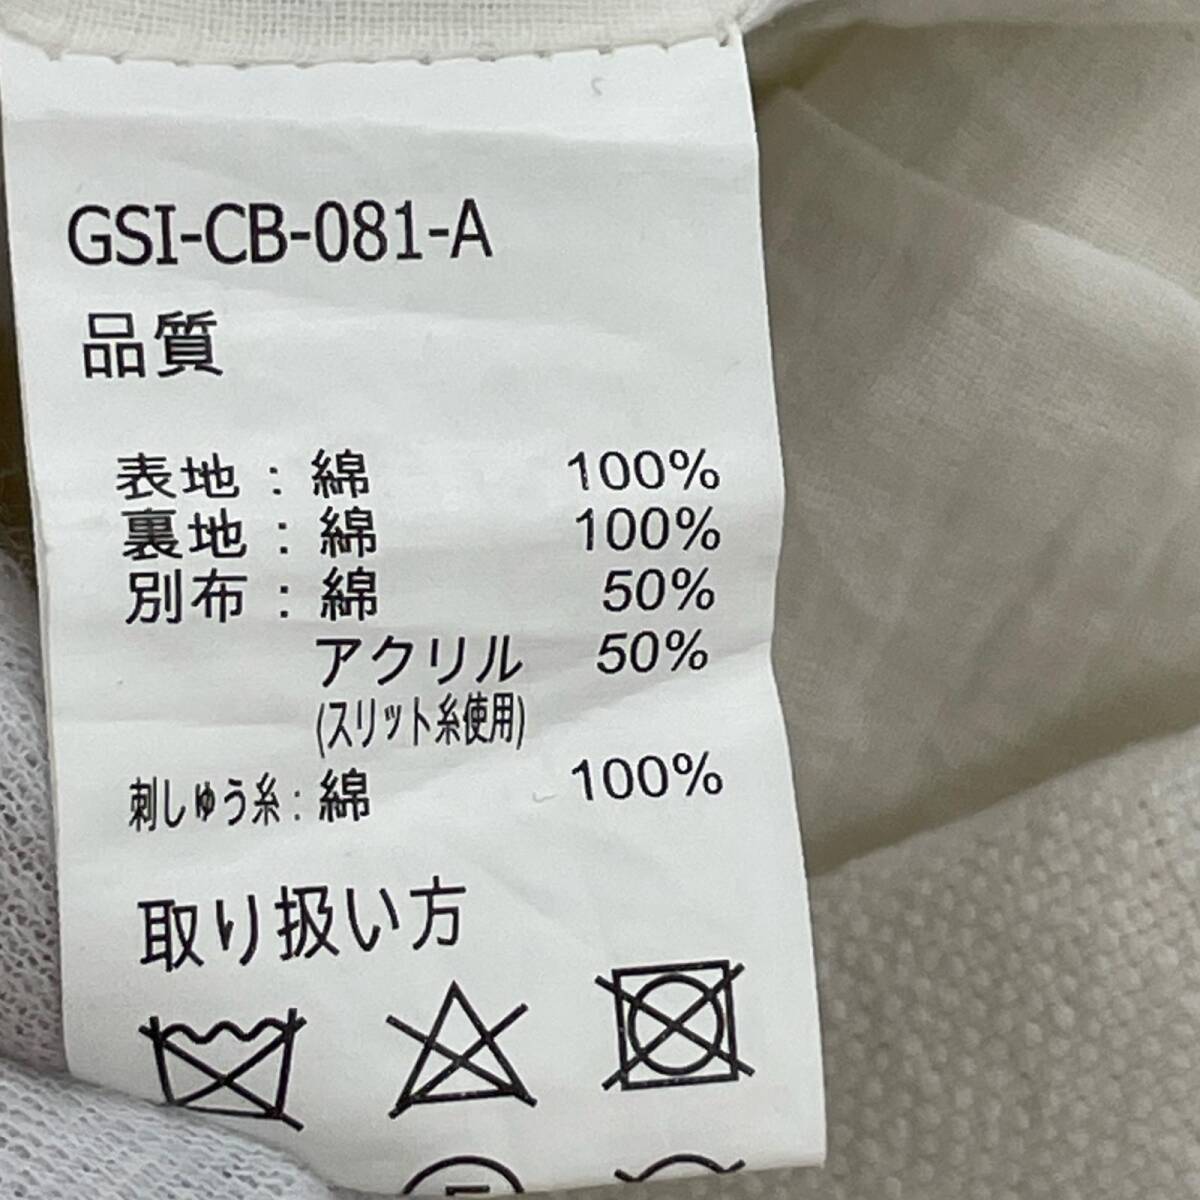 GSI-CB-081-A
品質
表地：綿 100%
裏地：綿 100%
別布：綿 50%
アクリル 50%
(スリット糸使用)
刺しゅう糸：綿 100%
取り扱い方